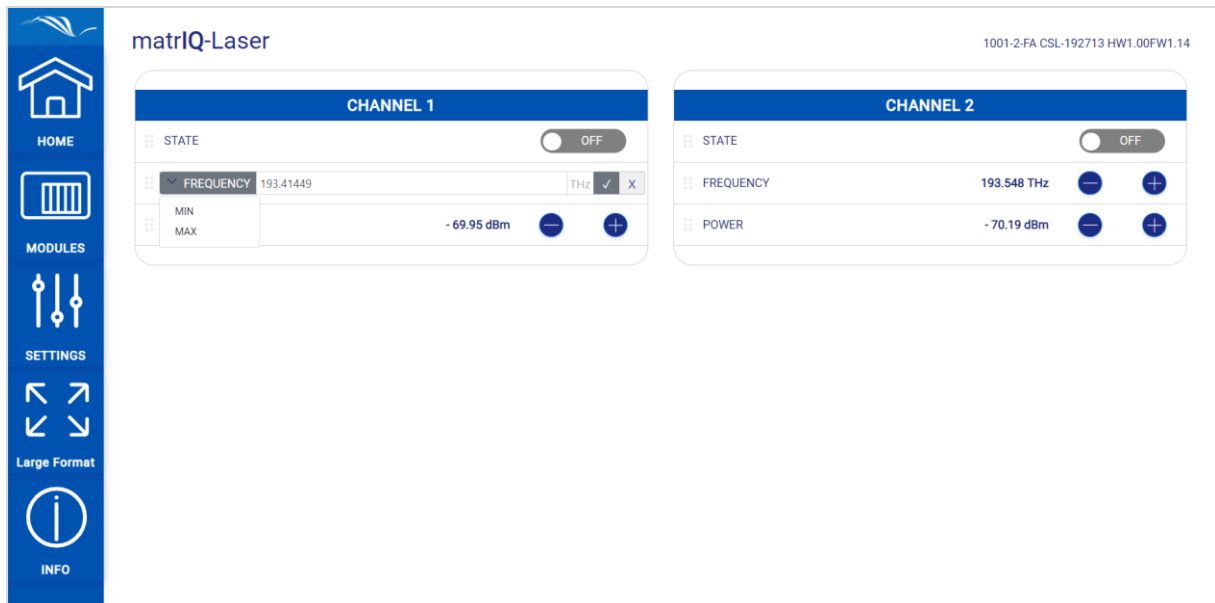 matrIQ-Laser
1001-2-FA CSL-192713 HW1.00FW1.14
HOME
MODULES
SETTINGS
Large Format
INFO
CHANNEL 1
STATE OFF
FREQUENCY 193.41449 THz ✓ X
MIN
MAX
- 69.95 dBm
CHANNEL 2
STATE OFF
FREQUENCY 193.548 THz
POWER - 70.19 dBm